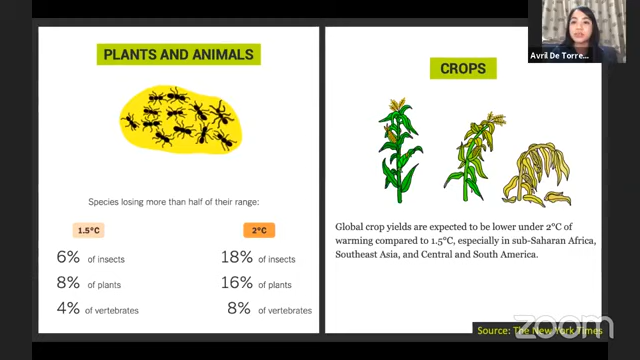 Avril De Torre...
PLANTS AND ANIMALS
Species losing more than half of their range:
1.5°C
2°C
6% of insects
18% of insects
8% of plants
16% of plants
4% of vertebrates
8% of vertebrates
CROPS
Global crop yields are expected to be lower under 2°C of
warming compared to 1.5°C, especially in sub-Saharan Africa,
Southeast Asia, and Central and South America.
Source: The New York Times
zoom